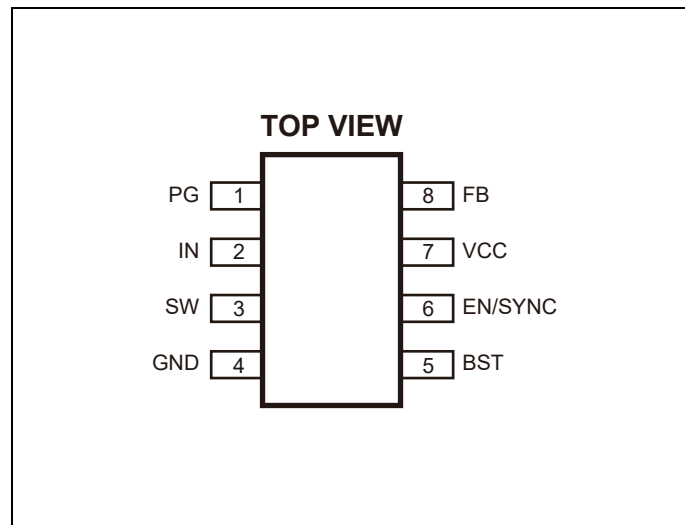 TOP VIEW
PG 1 8 FB
IN 2 7 VCC
SW 3 6 EN/SYNC
GND 4 5 BST